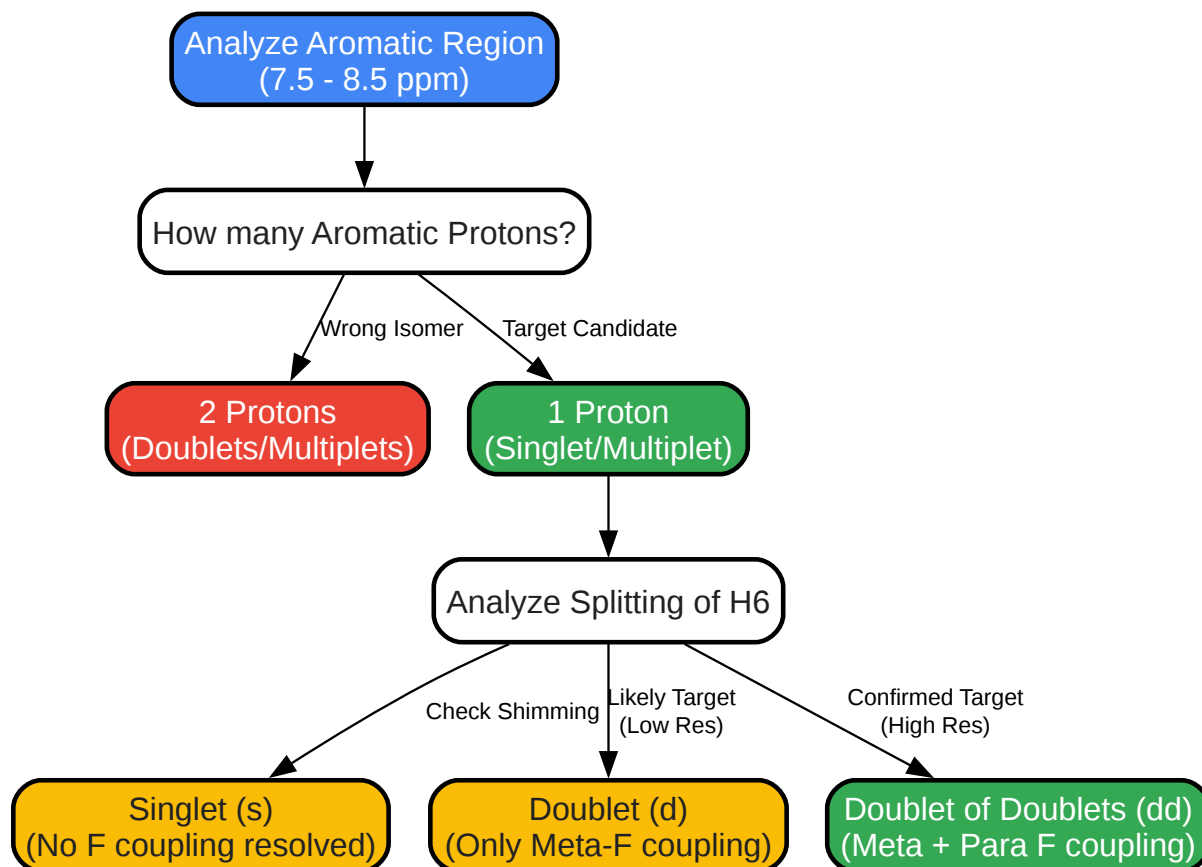 Analyze Aromatic Region
(7.5 - 8.5 ppm)
How many Aromatic Protons?
Wrong Isomer
Target Candidate
2 Protons
(Doublets/Multiplets)
1 Proton
(Singlet/Multiplet)
Analyze Splitting of H6
Check Shimming
Likely Target
(Low Res)
Confirmed Target
(High Res)
Singlet (s)
(No F coupling resolved)
Doublet (d)
(Only Meta-F coupling)
Doublet of Doublets (dd)
(Meta + Para F coupling)